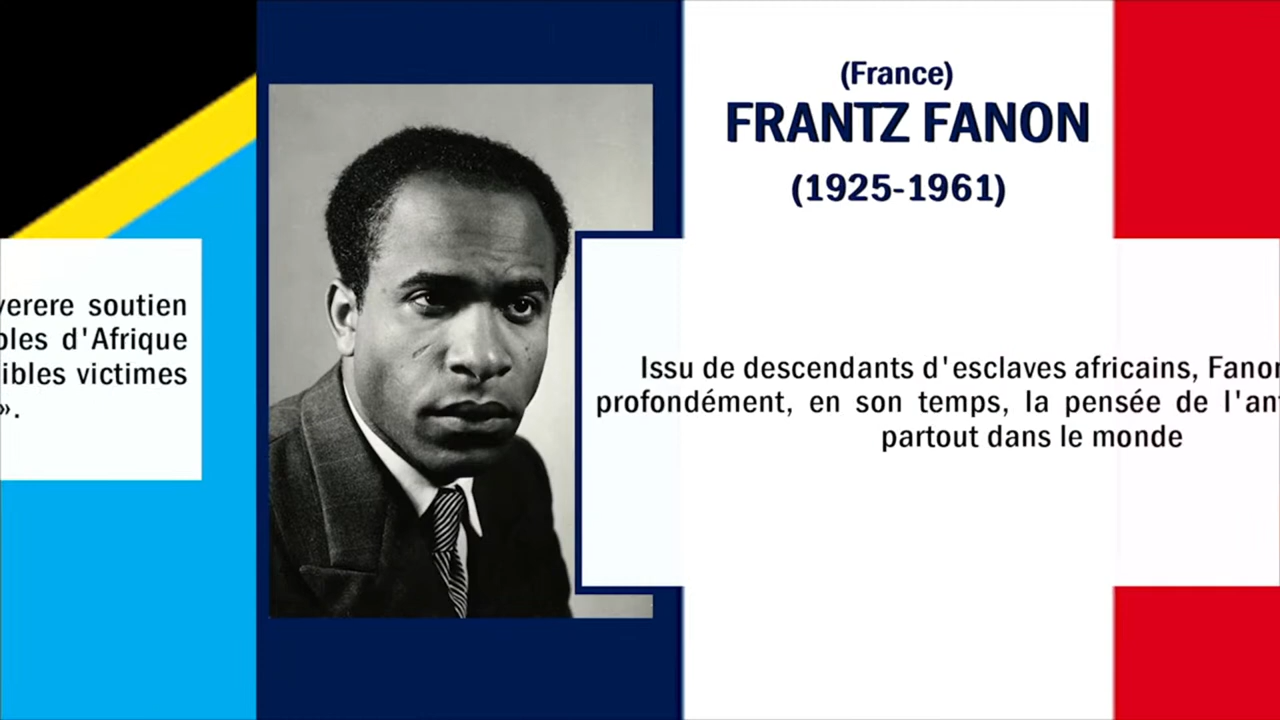 (France)
FRANTZ FANON
(1925-1961)
verere soutien
ples d'Afrique
ibles victimes
».
Issu de descendants d'esclaves africains, Fanon
profondément, en son temps, la pensée de l'ant
partout dans le monde